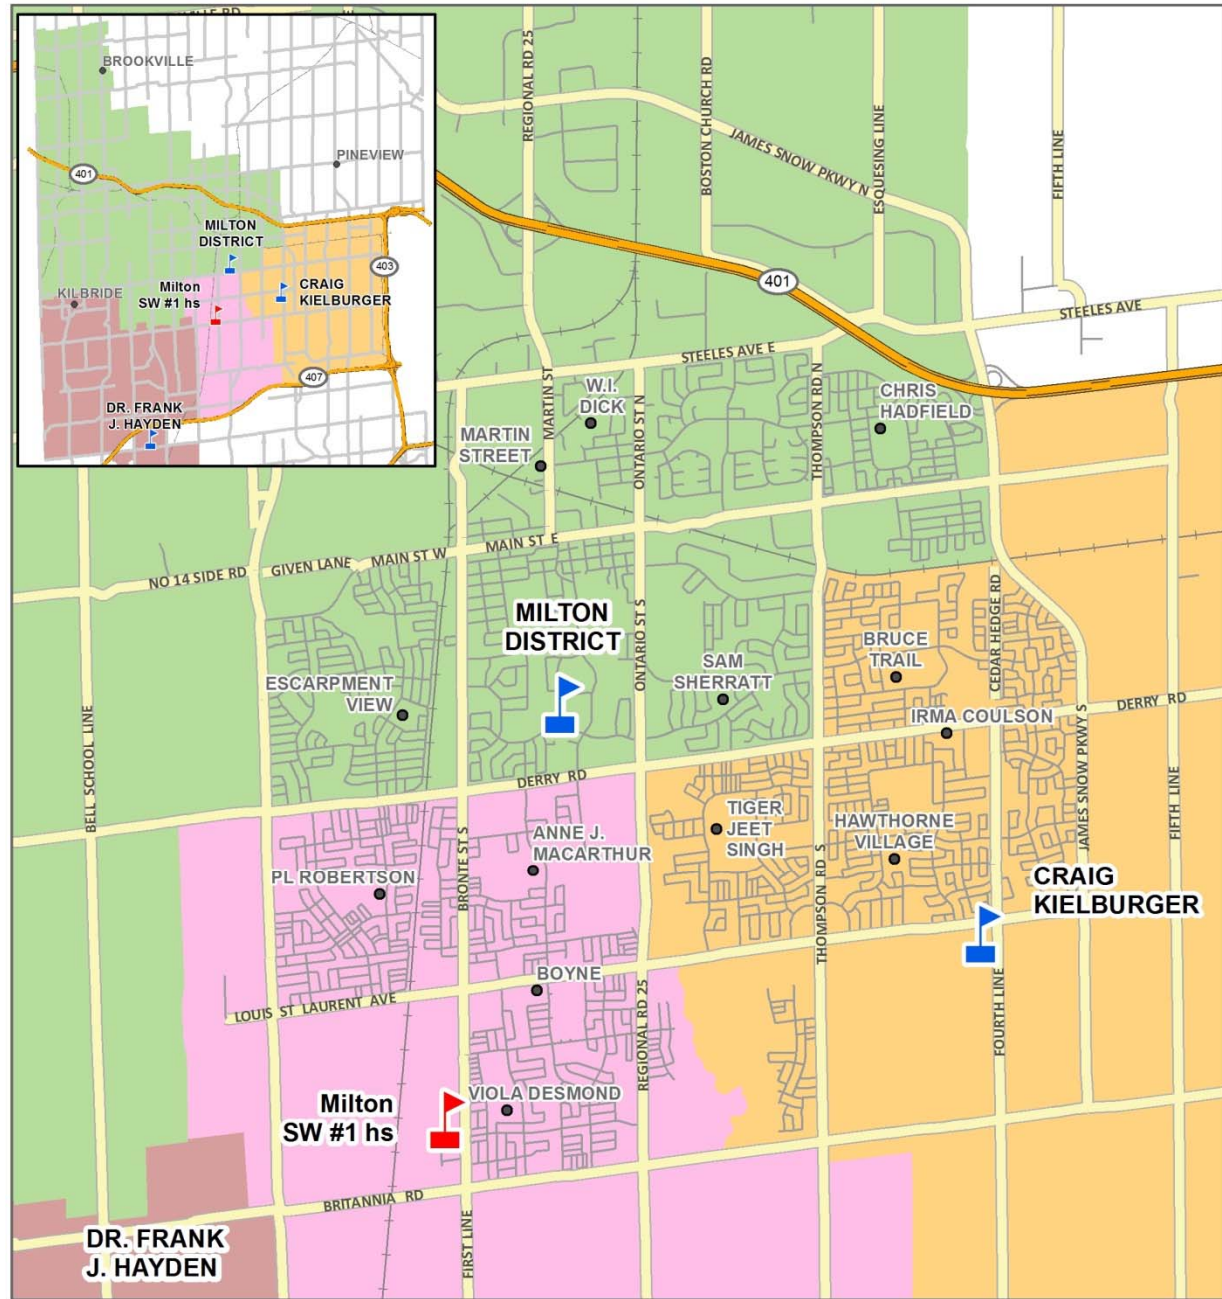 BROOKVILLE
PINEVIEW
401
MILTON
DISTRICT
403
KILBRIDE
Milton
SW #1 hs
CRAIG
KIELBURGER
407
DR. FRANK
J. HAYDEN
REGIONAL RD 25
BOSTON CHURCH RD
JAMES SNOW PKWY N
ESQUESING LINE
FIFTH LINE
401
STEELES AVE
STEELES AVE E
MARTIN ST
W.I.
DICK
ONTARIO ST N
THOMPSON RD N
CHRIS
HADFIELD
MARTIN
STREET
MAIN ST E
MAIN ST W
GIVEN LANE
NO 14 SIDE RD
MILTON
DISTRICT
ONTARIO ST S
BRUCE
TRAIL
CEDAR HEDGE RD
SAM
SHERRATT
ESCARPMENT
VIEW
IRMA COULSON
DERRY RD
BELL SCHOOL LINE
DERRY RD
JAMES SNOW PKWY S
FIFTH LINE
TIGER
JEET
SINGH
HAWTHORNE
VILLAGE
ANNE J.
MACARTHUR
PL ROBERTSON
BRONTE ST S
THOMPSON RD S
CRAIG
KIELBURGER
BOYNE
LOUIS ST LAURENT AVE
REGIONAL RD 25
FOURTH LINE
VIOLA DESMOND
Milton
SW #1 hs
BRITANNIA RD
FIRST LINE
DR. FRANK
J. HAYDEN